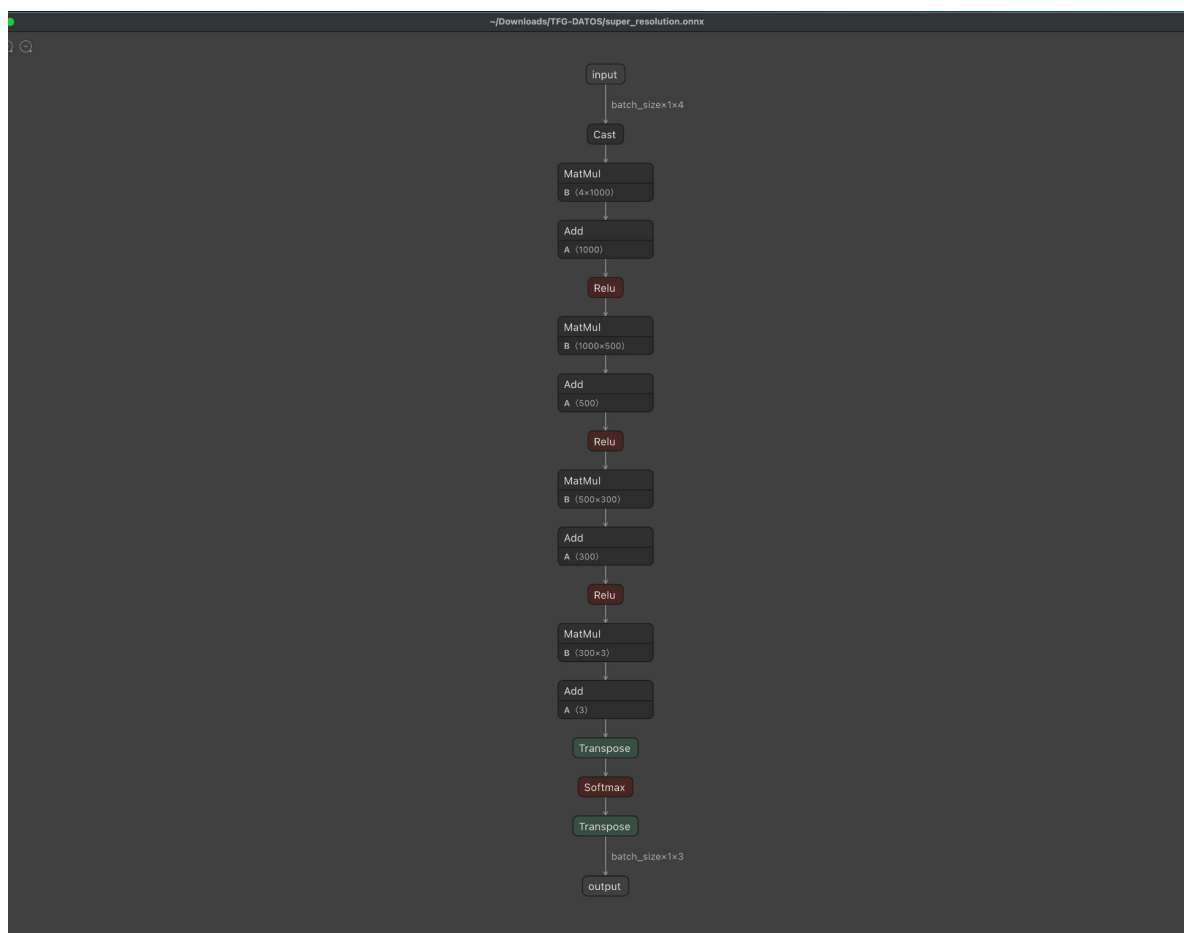 ~/Downloads/TFG-DATOS/super_resolution.onnx
input
batch_size×1×4
Cast
MatMul
B ⟨4×1000⟩
Add
A ⟨1000⟩
Relu
MatMul
B ⟨1000×500⟩
Add
A ⟨500⟩
Relu
MatMul
B ⟨500×300⟩
Add
A ⟨300⟩
Relu
MatMul
B ⟨300×3⟩
Add
A ⟨3⟩
Transpose
Softmax
Transpose
batch_size×1×3
output